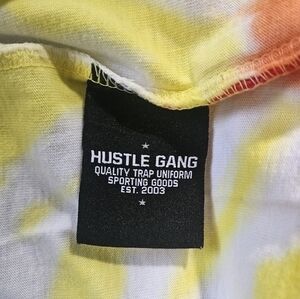 HUSTLE GANG
QUALITY TRAP UNIFORM
SPORTING GOODS
EST. 2003